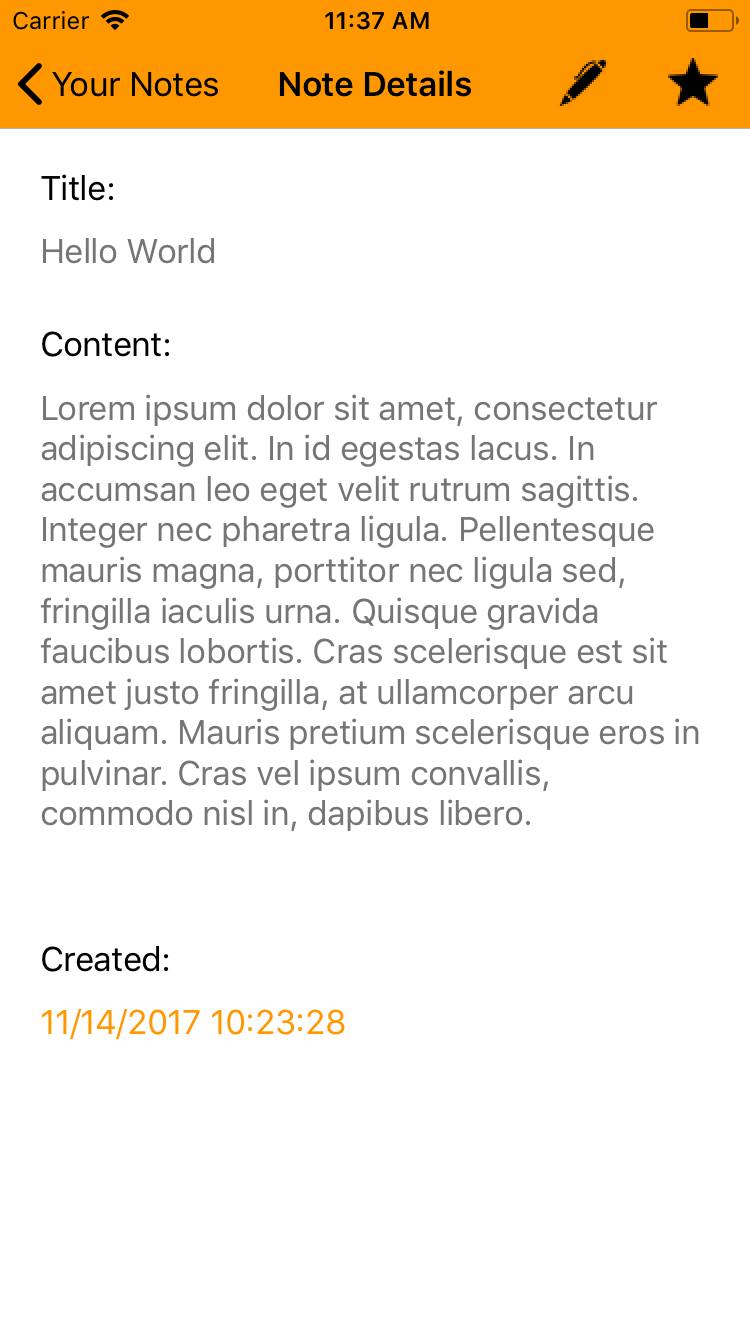 Carrier 11:37 AM
Your Notes Note Details
Title:
Hello World
Content:
Lorem ipsum dolor sit amet, consectetur
adipiscing elit. In id egestas lacus. In
accumsan leo eget velit rutrum sagittis.
Integer nec pharetra ligula. Pellentesque
mauris magna, porttitor nec ligula sed,
fringilla iaculis urna. Quisque gravida
faucibus lobortis. Cras scelerisque est sit
amet justo fringilla, at ullamcorper arcu
aliquam. Mauris pretium scelerisque eros in
pulvinar. Cras vel ipsum convallis,
commodo nisl in, dapibus libero.
Created:
11/14/2017 10:23:28